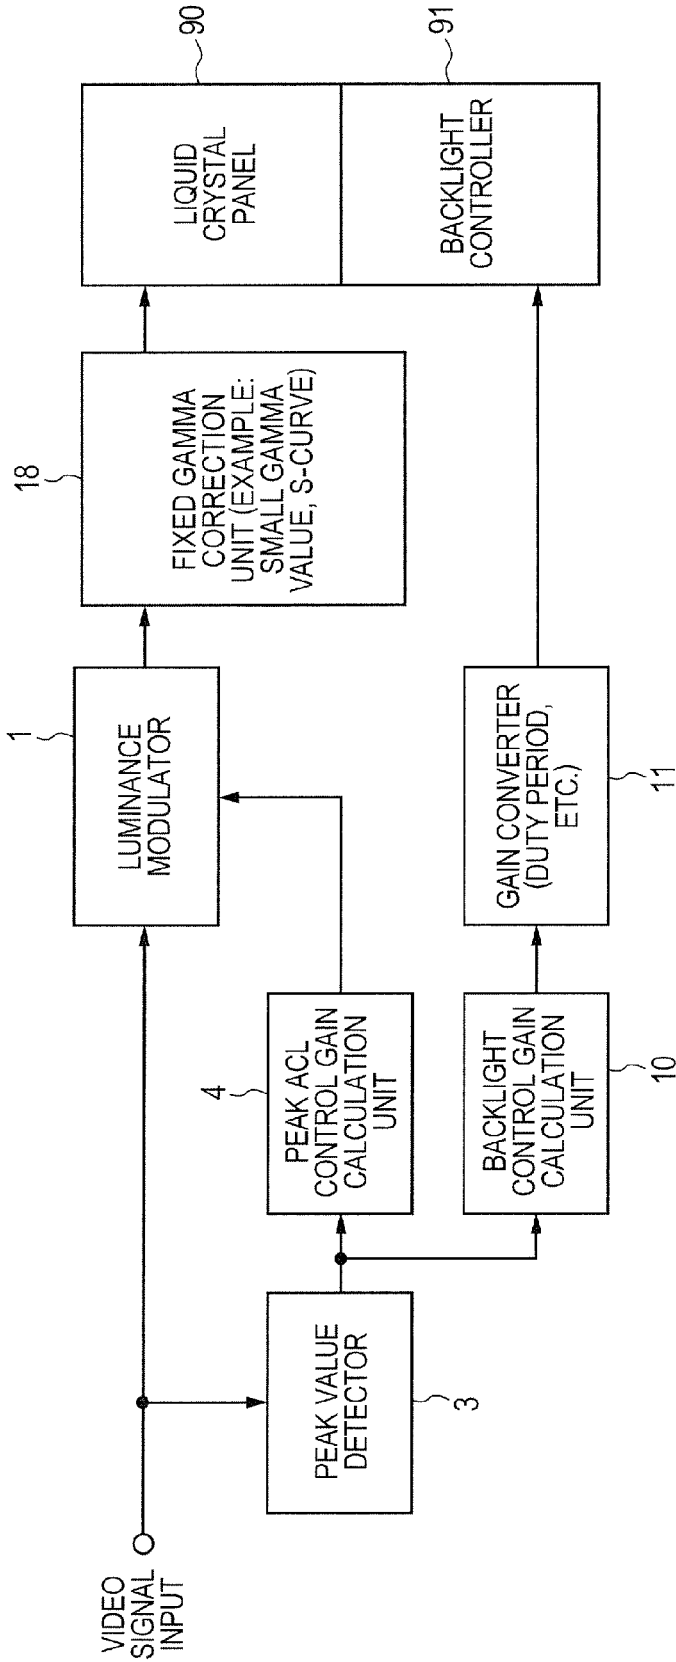 VIDEO
SIGNAL
INPUT
1
LUMINANCE
MODULATOR
18
FIXED GAMMA
CORRECTION
UNIT (EXAMPLE:
SMALL GAMMA
VALUE, S-CURVE)
90
LIQUID
CRYSTAL
PANEL
91
BACKLIGHT
CONTROLLER
PEAK VALUE
DETECTOR
3
4
PEAK ACL
CONTROL GAIN
CALCULATION
UNIT
BACKLIGHT
CONTROL GAIN
CALCULATION
UNIT
10
GAIN CONVERTER
(DUTY PERIOD,
ETC.)
11